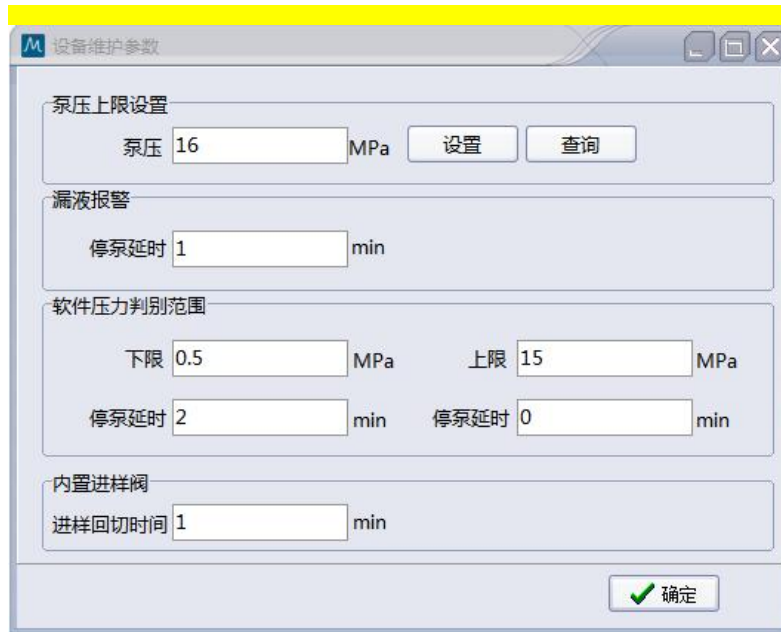 设备维护参数
泵压上限设置
泵压 16 MPa 设置 查询
漏液报警
停泵延时 1 min
软件压力判别范围
下限 0.5 MPa 上限 15 MPa
停泵延时 2 min 停泵延时 0 min
内置进样阀
进样回切时间 1 min
确定